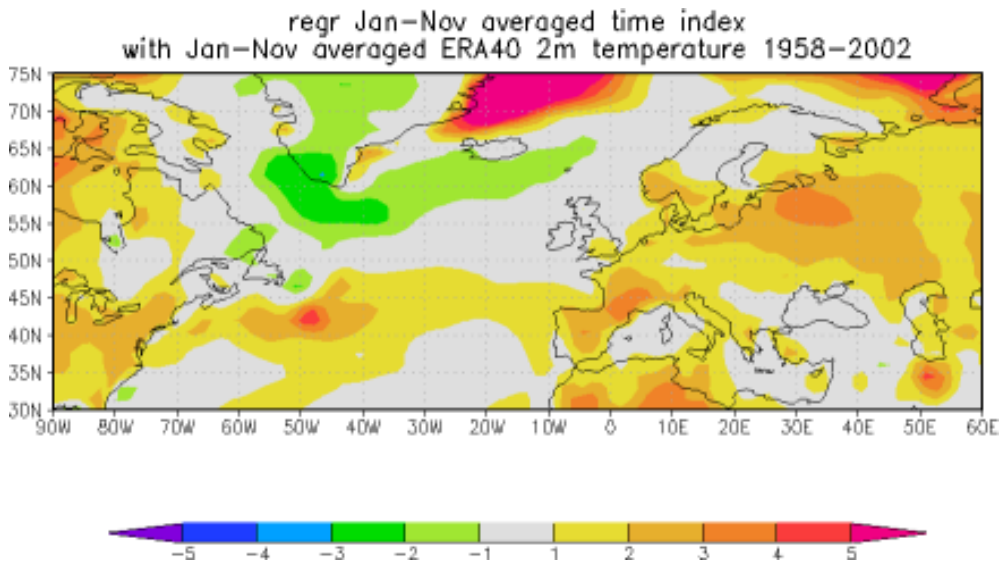 regr Jan-Nov averaged time index
with Jan-Nov averaged ERA40 2m temperature 1958-2002
75N
70N
65N
60N
55N
50N
45N
40N
35N
30N
90W 80W 70W 60W 50W 40W 30W 20W 10W 0 10E 20E 30E 40E 50E 60E
-5 -4 -3 -2 -1 1 2 3 4 5